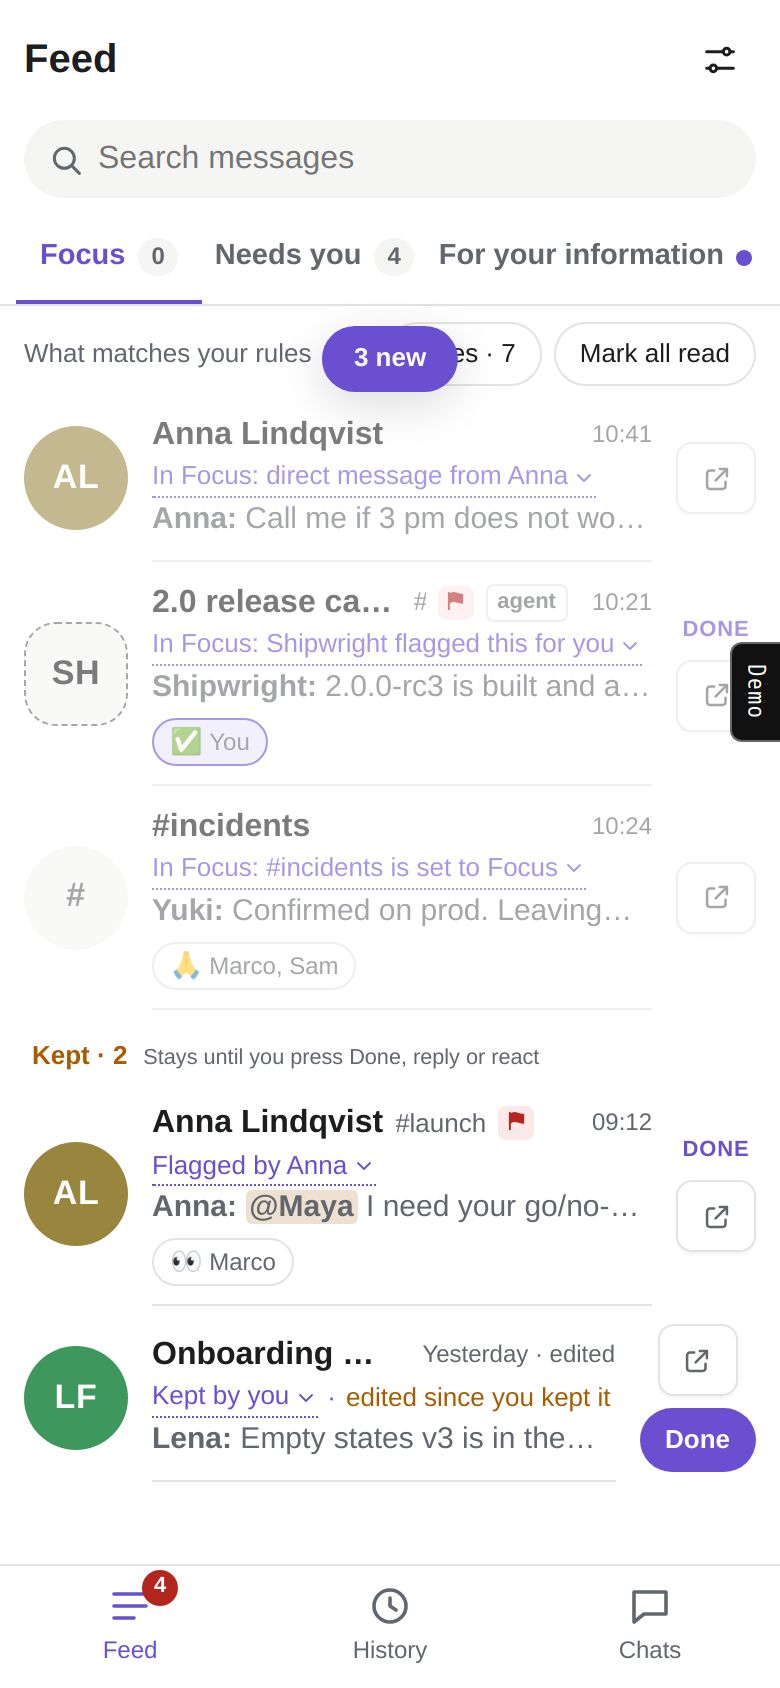 Feed
Search messages
Focus 0 Needs you 4 For your information
What matches your rules 3 new · 7 Mark all read
AL Anna Lindqvist 10:41
In Focus: direct message from Anna
Anna: Call me if 3 pm does not wo…
SH 2.0 release ca… # agent 10:21
In Focus: Shipwright flagged this for you DONE
Shipwright: 2.0.0-rc3 is built and a…
✅ You
Demo
#incidents 10:24
In Focus: #incidents is set to Focus
# Yuki: Confirmed on prod. Leaving…
🙏 Marco, Sam
Kept · 2 Stays until you press Done, reply or react
Anna Lindqvist #launch 09:12
Flagged by Anna DONE
AL Anna: @Maya I need your go/no-…
👀 Marco
Onboarding … Yesterday · edited
LF Kept by you · edited since you kept it
Lena: Empty states v3 is in the… Done
4
Feed History Chats